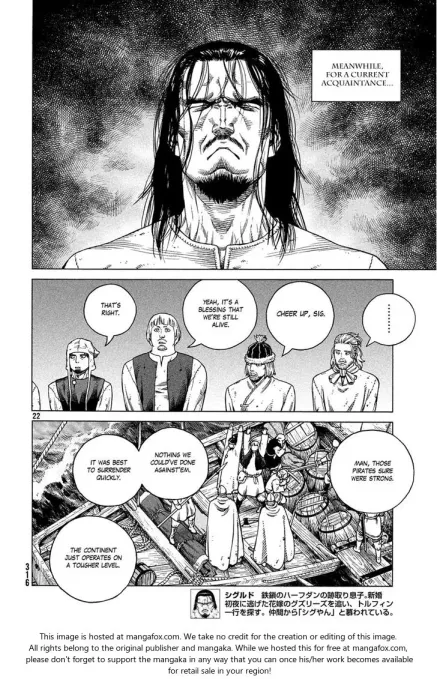 MEANWHILE,
FOR A CURRENT
ACQUAINTANCE...
THAT'S
RIGHT.
YEAH, IT'S A
BLESSING THAT
WE'RE STILL
ALIVE.
CHEER UP, SIG.
........
22
IT WAS BEST
TO SURRENDER
QUICKLY.
NOTHING WE
COULD'VE DONE
AGAINST'EM.
MAN, THOSE
PIRATES SURE
WERE STRONG.
THE CONTINENT
JUST OPERATES ON
A TOUGHER LEVEL.
316
シグルド 鉄鎖のハーフダンの跡取り息子。新婚
初夜に逃げた花嫁のグズリーズを追い、トルフィン
一行を探す。仲間から「シグやん」と慕われている。
This image is hosted at mangafox.com. We take no credit for the creation or editing of this image.
All rights belong to the original publisher and mangaka. While we hosted this for free at mangafox.com,
please don't forget to support the mangaka in any way that you can once his/her work becomes available
for retail sale in your region!